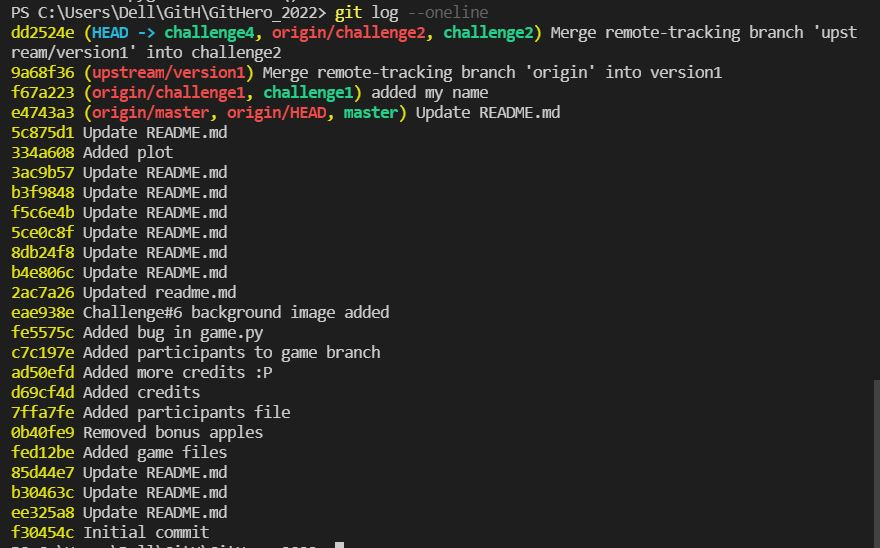 PS C:\Users\Dell\GitH\GitHero_2022> git log --oneline
dd2524e (HEAD -> challenge4, origin/challenge2, challenge2) Merge remote-tracking branch 'upst
ream/version1' into challenge2
9a68f36 (upstream/version1) Merge remote-tracking branch 'origin' into version1
f67a223 (origin/challenge1, challenge1) added my name
e4743a3 (origin/master, origin/HEAD, master) Update README.md
5c875d1 Update README.md
334a608 Added plot
3ac9b57 Update README.md
b3f9848 Update README.md
f5c6e4b Update README.md
5ce0c8f Update README.md
8db24f8 Update README.md
b4e806c Update README.md
2ac7a26 Updated readme.md
eae938e Challenge#6 background image added
fe5575c Added bug in game.py
c7c197e Added participants to game branch
ad50efd Added more credits :P
d69cf4d Added credits
7ffa7fe Added participants file
0b40fe9 Removed bonus apples
fed12be Added game files
85d44e7 Update README.md
b30463c Update README.md
ee325a8 Update README.md
f30454c Initial commit
PS C:\Users\Dell\GitH\GitHero_2022>